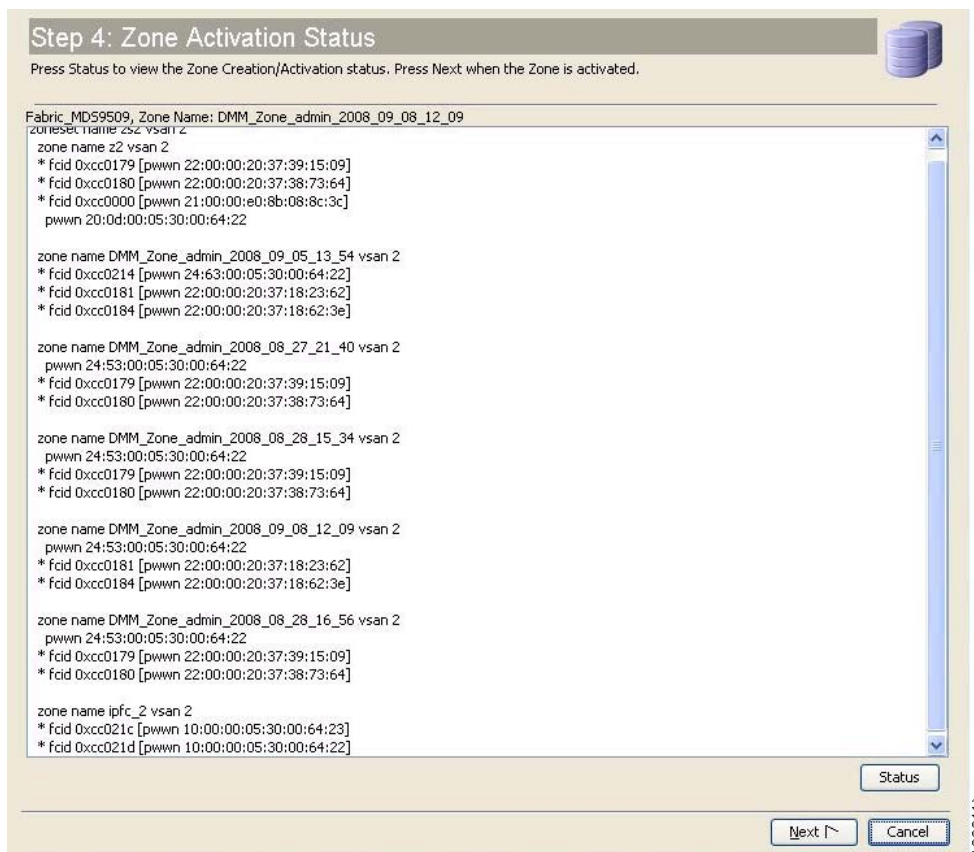 Step 4: Zone Activation Status
Press Status to view the Zone Creation/Activation status. Press Next when the Zone is activated.
Fabric_MDS9509, Zone Name: DMM_Zone_admin_2008_09_08_12_09
zoneset name zs2 vsan 2
zone name z2 vsan 2
* fcid 0xcc0179 [pwwn 22:00:00:20:37:39:15:09]
* fcid 0xcc0180 [pwwn 22:00:00:20:37:38:73:64]
* fcid 0xcc0000 [pwwn 21:00:00:e0:8b:08:8c:3c]
pwwn 20:0d:00:05:30:00:64:22
zone name DMM_Zone_admin_2008_09_05_13_54 vsan 2
* fcid 0xcc0214 [pwwn 24:63:00:05:30:00:64:22]
* fcid 0xcc0181 [pwwn 22:00:00:20:37:18:23:62]
* fcid 0xcc0184 [pwwn 22:00:00:20:37:18:62:3e]
zone name DMM_Zone_admin_2008_08_27_21_40 vsan 2
pwwn 24:53:00:05:30:00:64:22
* fcid 0xcc0179 [pwwn 22:00:00:20:37:39:15:09]
* fcid 0xcc0180 [pwwn 22:00:00:20:37:38:73:64]
zone name DMM_Zone_admin_2008_08_28_15_34 vsan 2
pwwn 24:53:00:05:30:00:64:22
* fcid 0xcc0179 [pwwn 22:00:00:20:37:39:15:09]
* fcid 0xcc0180 [pwwn 22:00:00:20:37:38:73:64]
zone name DMM_Zone_admin_2008_09_08_12_09 vsan 2
pwwn 24:53:00:05:30:00:64:22
* fcid 0xcc0181 [pwwn 22:00:00:20:37:18:23:62]
* fcid 0xcc0184 [pwwn 22:00:00:20:37:18:62:3e]
zone name DMM_Zone_admin_2008_08_28_16_56 vsan 2
pwwn 24:53:00:05:30:00:64:22
* fcid 0xcc0179 [pwwn 22:00:00:20:37:39:15:09]
* fcid 0xcc0180 [pwwn 22:00:00:20:37:38:73:64]
zone name ipfc_2 vsan 2
* fcid 0xcc021c [pwwn 10:00:00:05:30:00:64:23]
* fcid 0xcc021d [pwwn 10:00:00:05:30:00:64:22]
Status
Next
Cancel